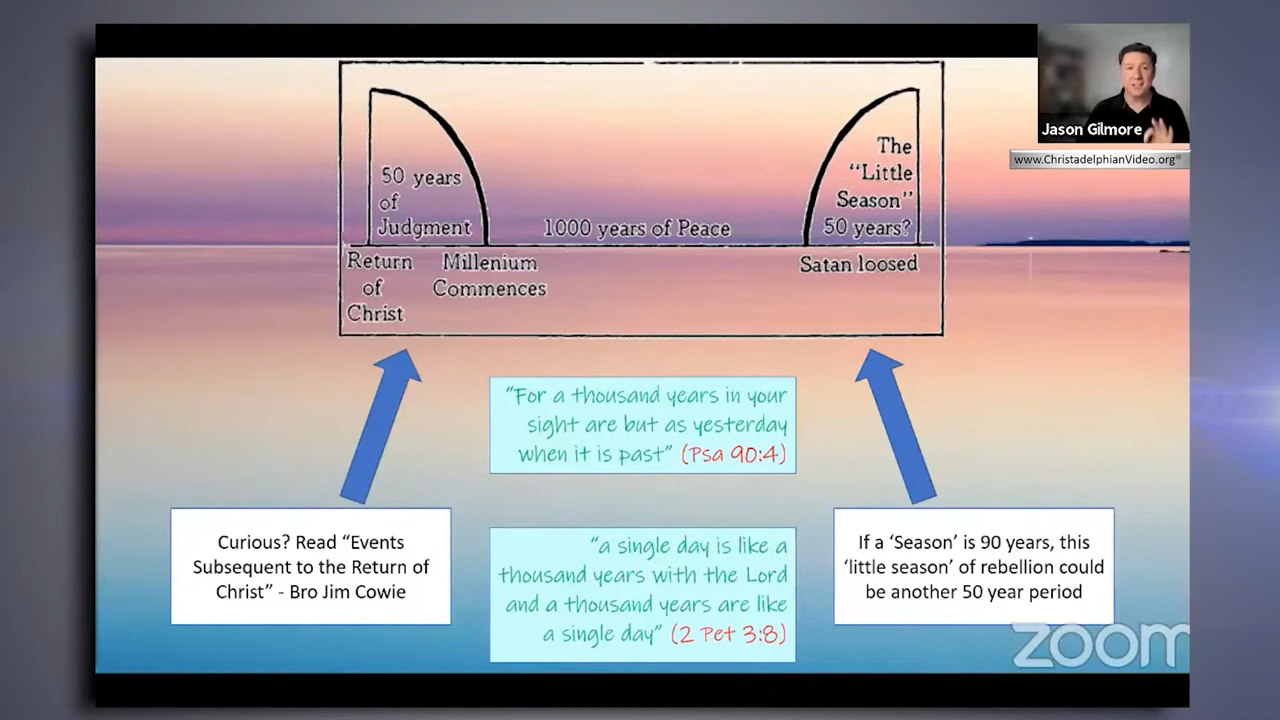 Jason Gilmore
www.ChristadelphianVideo.org®
50 years
of
Judgment
1000 years of Peace
The
“Little
Season”
50 years?
Return
of
Christ
Millenium
Commences
Satan loosed
“For a thousand years in your
sight are but as yesterday
when it is past” (Psa 90:4)
Curious? Read “Events
Subsequent to the Return of
Christ” - Bro Jim Cowie
“a single day is like a
thousand years with the Lord
and a thousand years are like
a single day” (2 Pet 3:8)
If a ‘Season’ is 90 years, this
‘little season’ of rebellion could
be another 50 year period
zoom